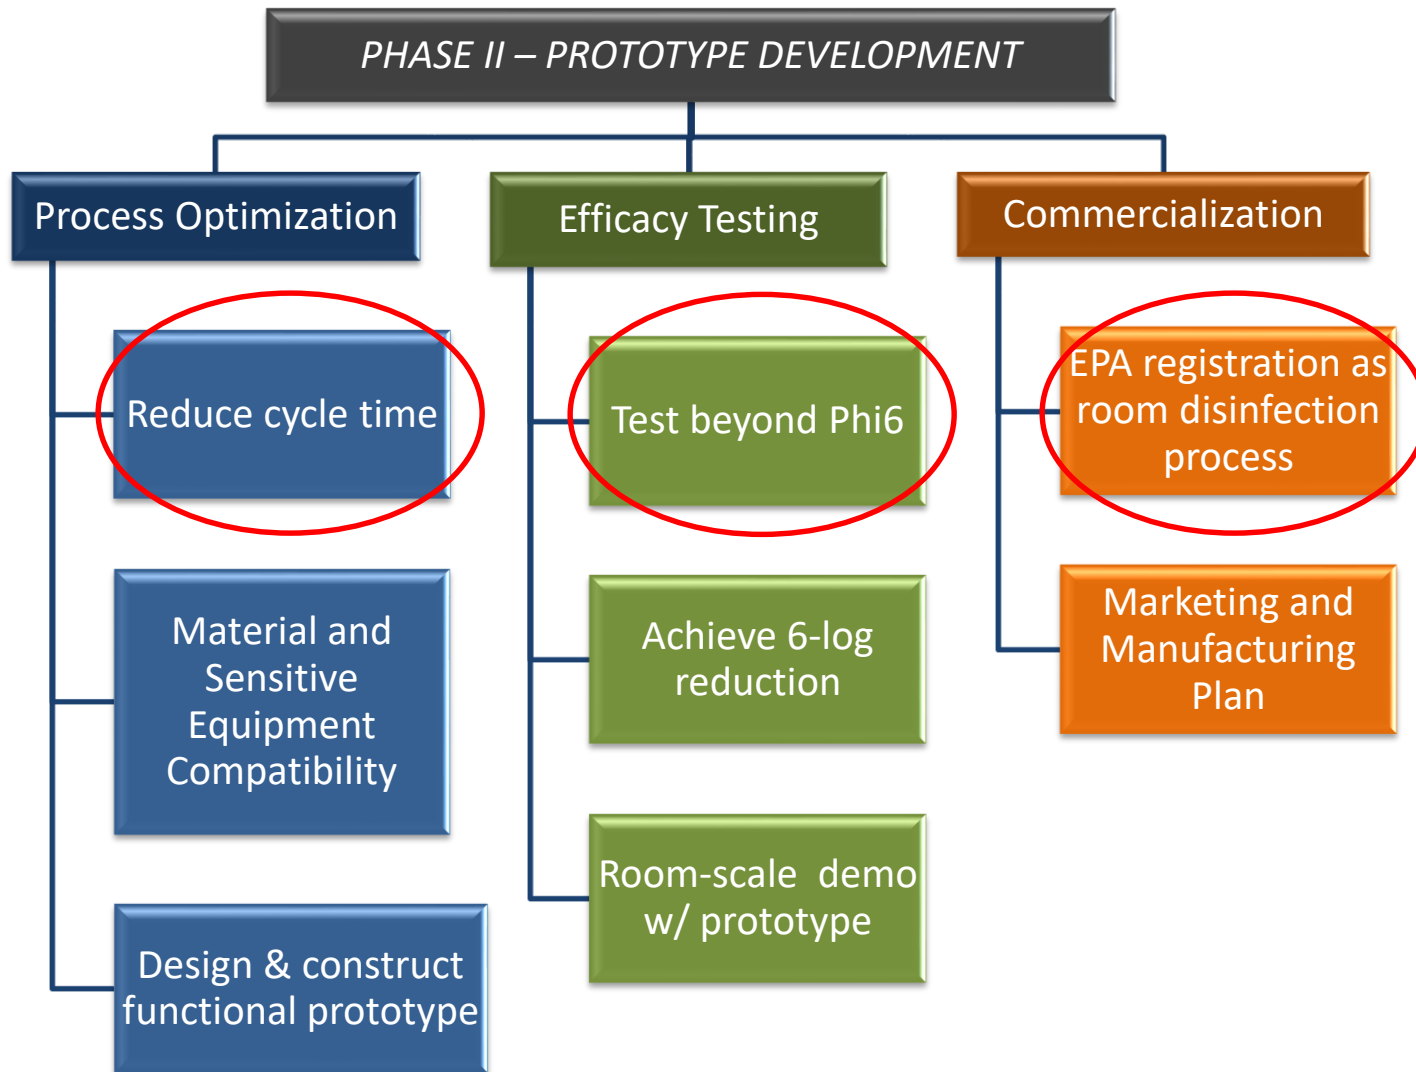 PHASE II – PROTOTYPE DEVELOPMENT
Process Optimization
Reduce cycle time
Material and
Sensitive
Equipment
Compatibility
Design & construct
functional prototype
Efficacy Testing
Test beyond Phi6
Achieve 6-log
reduction
Room-scale demo
w/ prototype
Commercialization
EPA registration as
room disinfection
process
Marketing and
Manufacturing
Plan